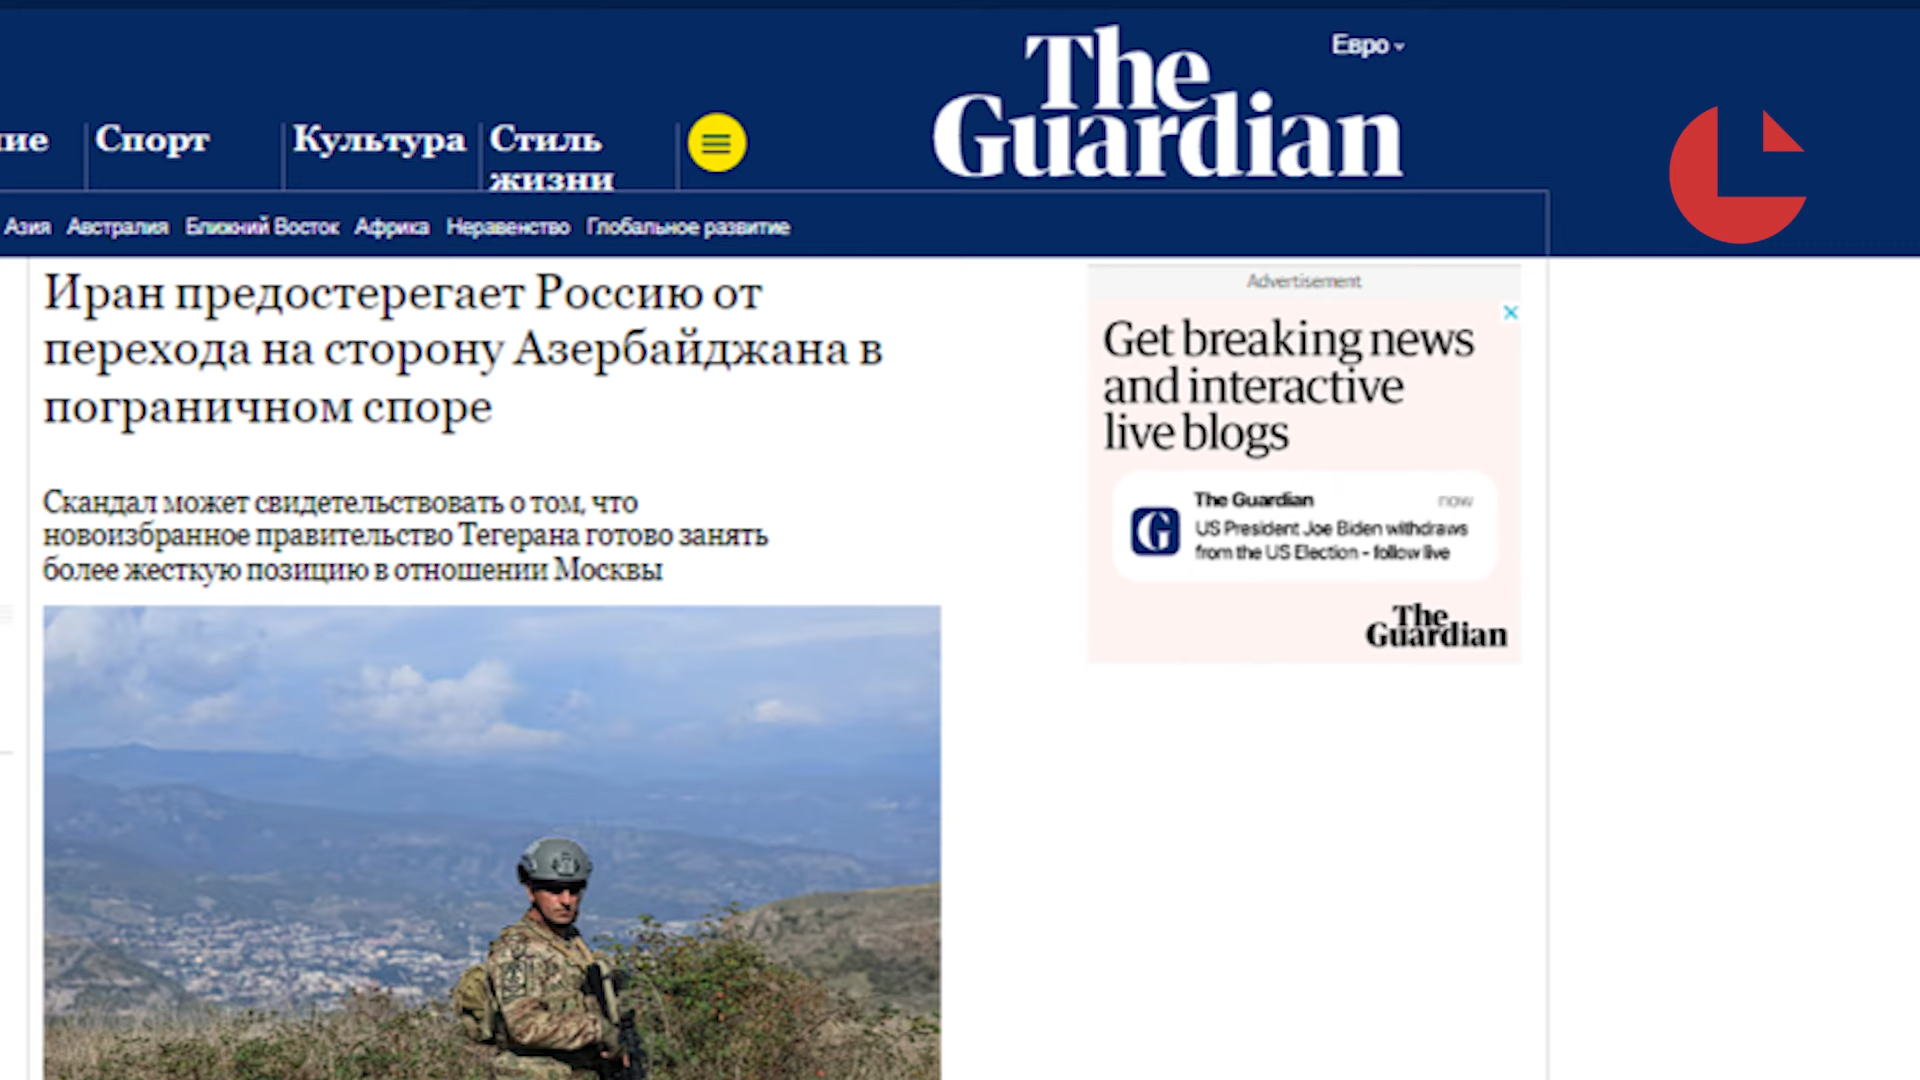 The
Guardian
Евро
Спорт
Культура
Стиль
жизни
Азия Австралия Ближний Восток Африка Неравенство Глобальное развитие
Иран предостерегает Россию от
перехода на сторону Азербайджана в
пограничном споре
Скандал может свидетельствовать о том, что
новоизбранное правительство Тегерана готово занять
более жесткую позицию в отношении Москвы
Advertisement
Get breaking news
and interactive
live blogs
The Guardian now
US President Joe Biden withdraws
from the US Election - follow live
The
Guardian